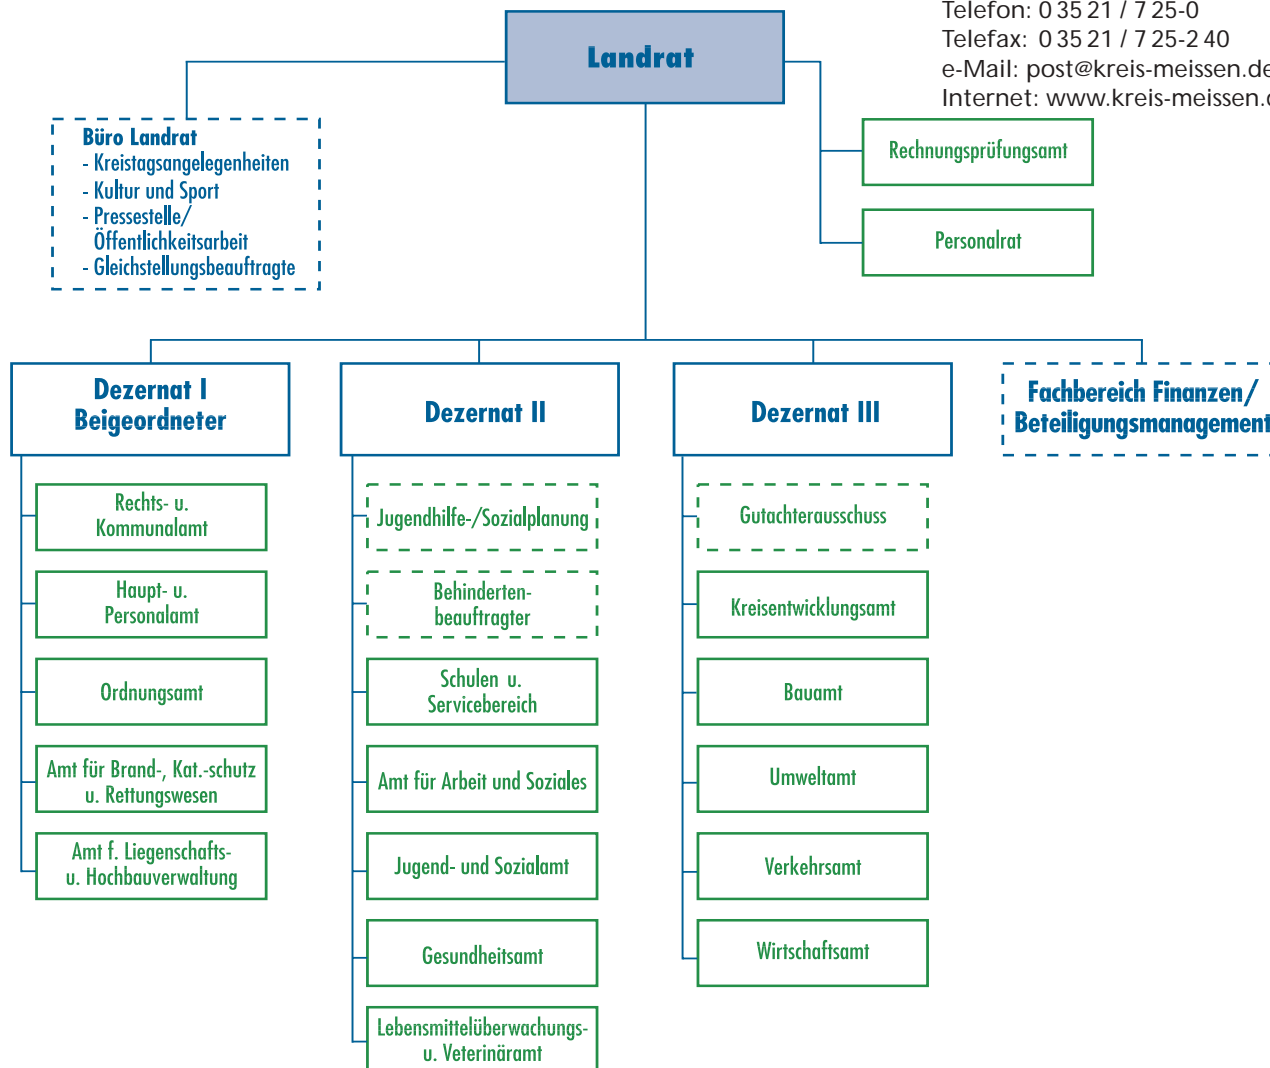 Telefon: 0 35 21 / 7 25-0
Telefax: 0 35 21 / 7 25-2 40
e-Mail: post@kreis-meissen.de
Internet: www.kreis-meissen.
Landrat
Büro Landrat
- Kreistagsangelegenheiten
- Kultur und Sport
- Pressestelle/
Öffentlichkeitsarbeit
- Gleichstellungsbeauftragte
Rechnungsprüfungsamt
Personalrat
Dezernat I
Beigeordneter
Dezernat II
Dezernat III
Fachbereich Finanzen/
Beteiligungsmanagement
Rechts- u.
Kommunalamt
Haupt- u.
Personalamt
Ordnungsamt
Amt für Brand-, Kat.-schutz
u. Rettungswesen
Amt f. Liegenschafts-
u. Hochbauverwaltung
Jugendhilfe-/Sozialplanung
Behinderten-
beauftragter
Schulen u.
Servicebereich
Amt für Arbeit und Soziales
Jugend- und Sozialamt
Gesundheitsamt
Lebensmittelüberwachungs-
u. Veterinäramt
Gutachterausschuss
Kreisentwicklungsamt
Bauamt
Umweltamt
Verkehrsamt
Wirtschaftsamt